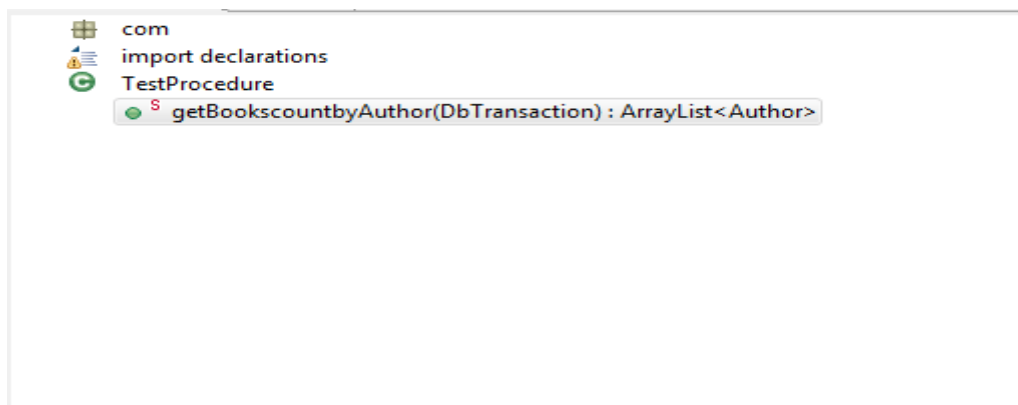 com
import declarations
TestProcedure
S getBookscountbyAuthor(DbTransaction) : ArrayList<Author>